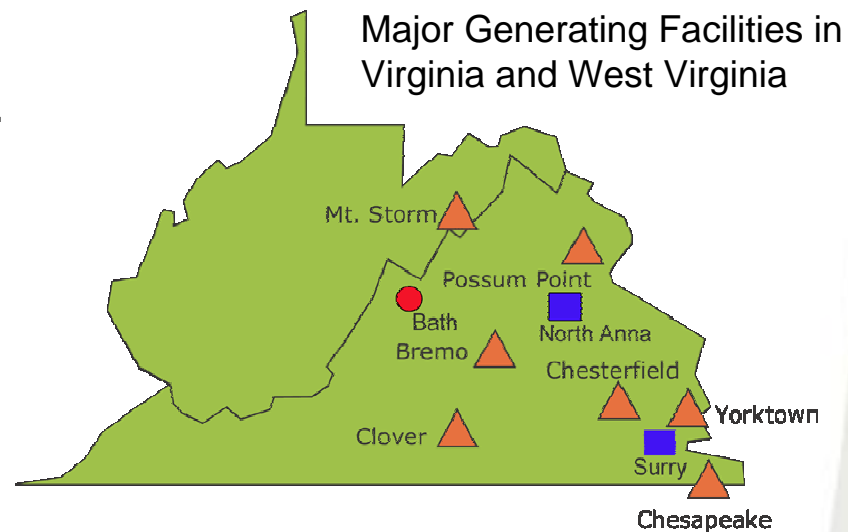 Major Generating Facilities in
Virginia and West Virginia
Mt. Storm
Possum Point
Bath
North Anna
Bremo
Chesterfield
Yorktown
Clover
Surry
Chesapeake